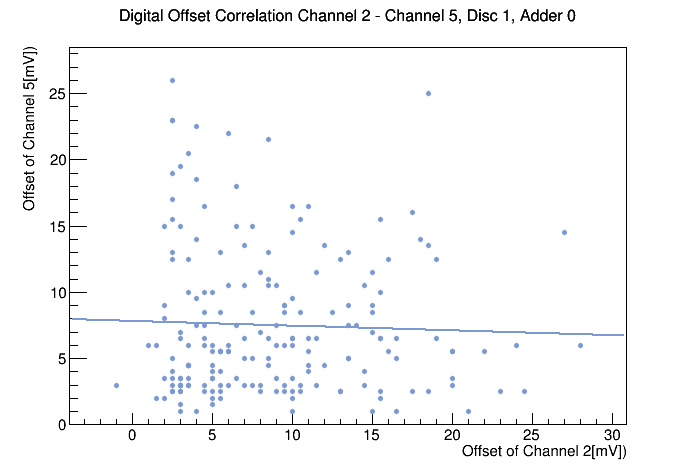 Digital Offset Correlation Channel 2 - Channel 5, Disc 1, Adder 0
Offset of Channel 5[mV])
25
20
15
10
5
0
0 5 10 15 20 25 30
Offset of Channel 2[mV])